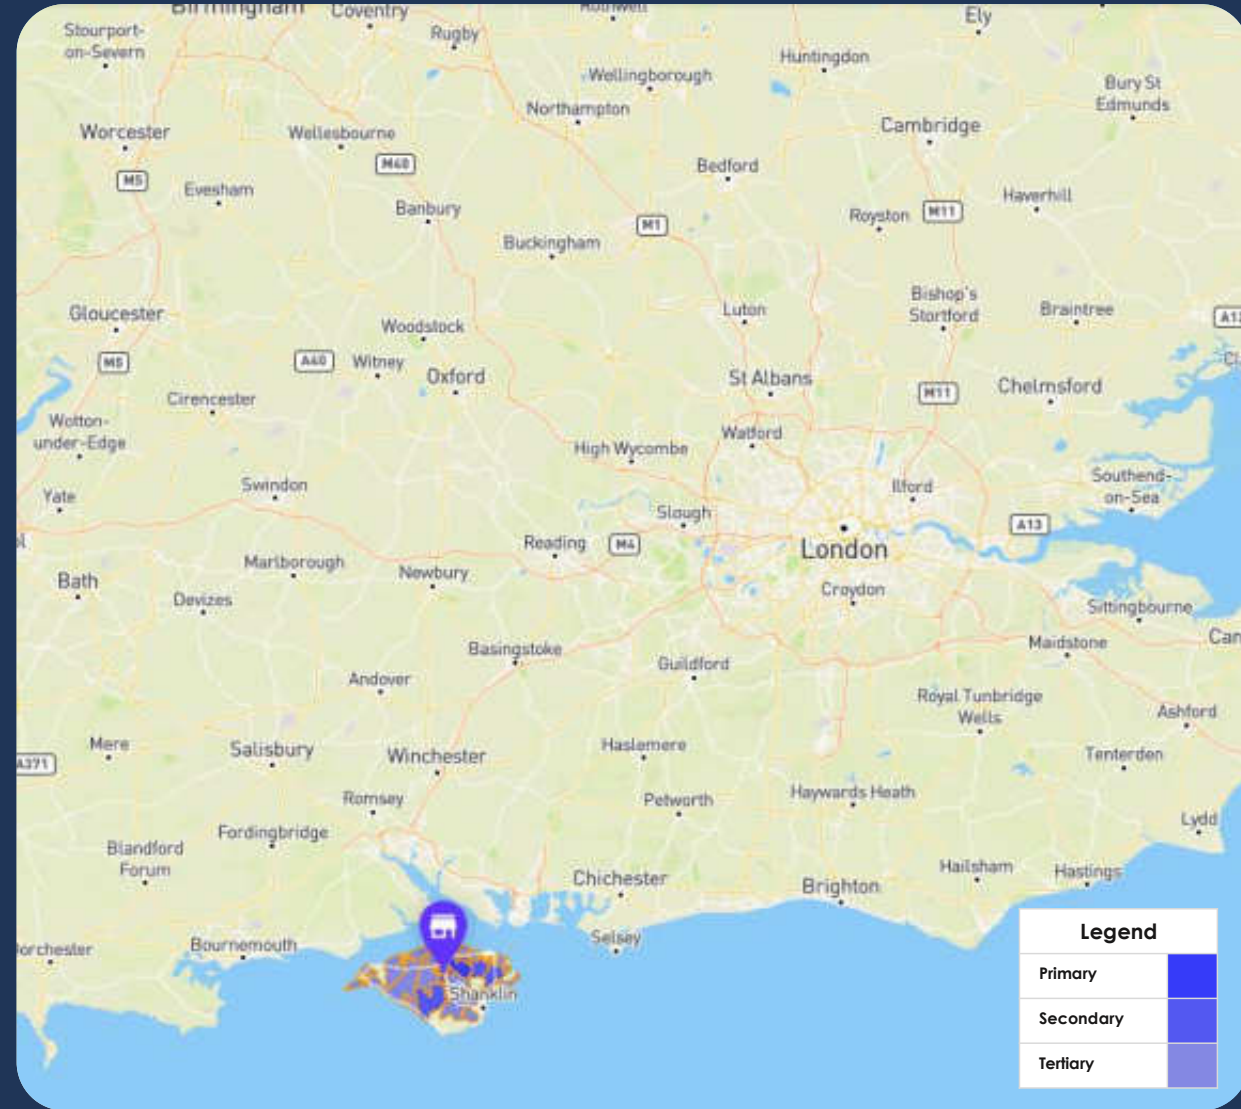 Birmingham
Coventry
Rothwell
Ely
Stourport-
on-Severn
Rugby
Huntingdon
Wellingborough
Bury St
Edmunds
Northampton
Worcester
Wellesbourne
Cambridge
M40
Bedford
M5
Evesham
Haverhill
Banbury
Royston
M11
M1
Buckingham
Bishop's
Stortford
Gloucester
Luton
Braintree
Woodstock
M5
A40
Witney
Oxford
St Albans
M11
Chelmsford
Cirencester
Wotton-
under-Edge
Watford
High Wycombe
Swindon
Ilford
Southend-
on-Sea
Yate
Slough
A13
Reading
M4
London
Marlborough
Newbury
Bath
Croydon
Devizes
Sittingbourne
Basingstoke
Maidstone
Guildford
Andover
Royal Tunbridge
Wells
Ashford
Mere
Salisbury
Winchester
Haslemere
Tenterden
A371
Romsey
Petworth
Haywards Heath
Lydd
Fordingbridge
Blandford
Forum
Chichester
Brighton
Hailsham
Hastings
Selsey
Bournemouth
orchester
Shanklin
Legend
Primary
Secondary
Tertiary